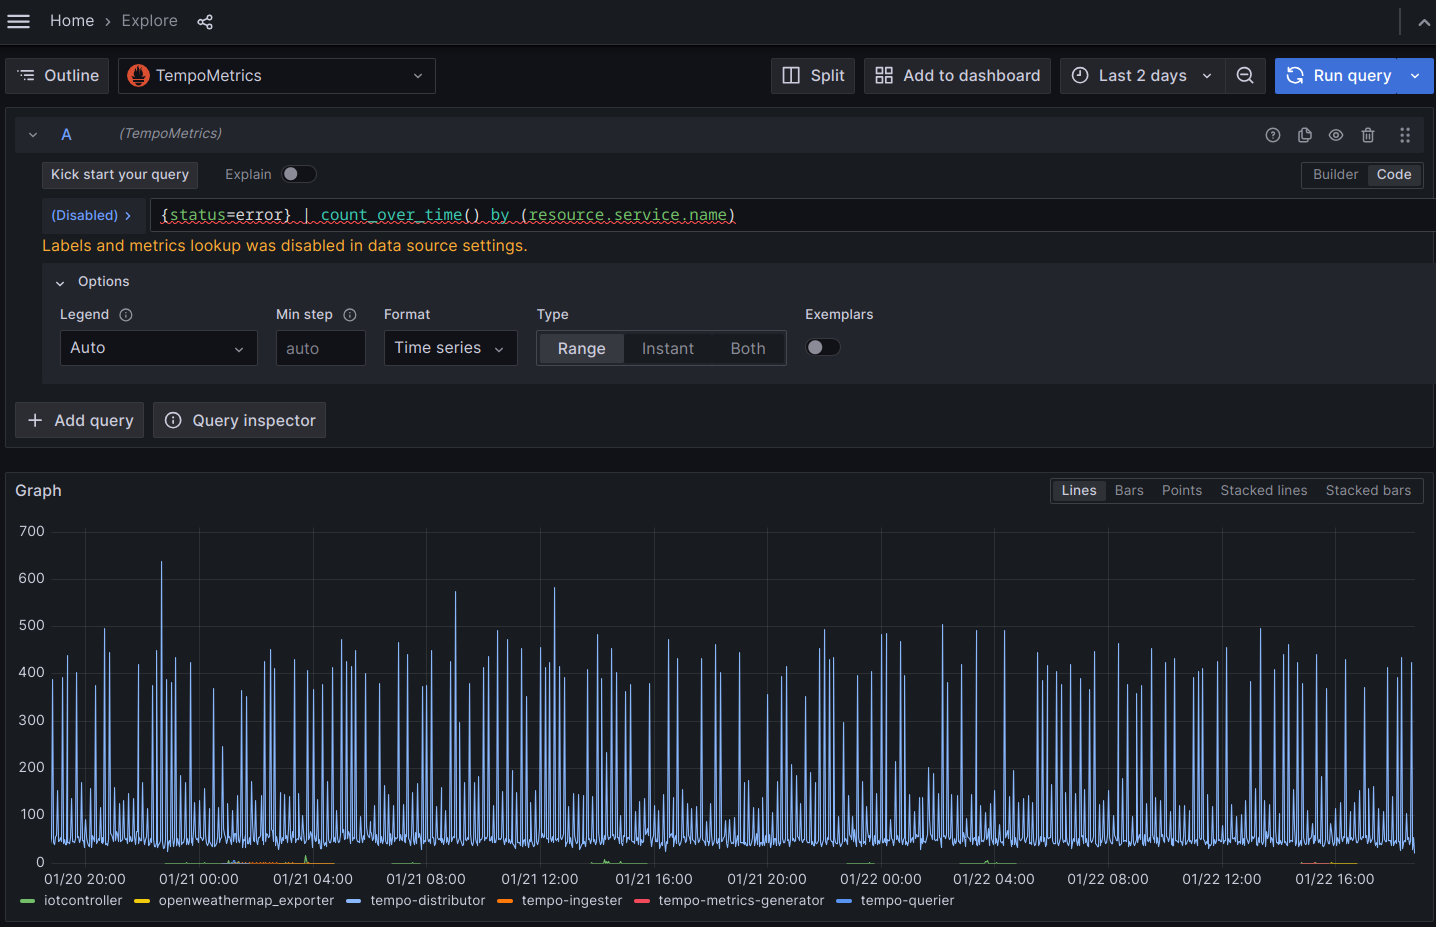 Home › Explore
Outline TempoMetrics Split Add to dashboard Last 2 days Run query
A (TempoMetrics)
Kick start your query Explain Builder Code
(Disabled) > {status=error} | count_over_time() by (resource.service.name)
Labels and metrics lookup was disabled in data source settings.
Options
Legend Min step Format Type Exemplars
Auto auto Time series Range Instant Both
+ Add query Query inspector
Graph Lines Bars Points Stacked lines Stacked bars
700
600
500
400
300
200
100
0
01/20 20:00 01/21 00:00 01/21 04:00 01/21 08:00 01/21 12:00 01/21 16:00 01/21 20:00 01/22 00:00 01/22 04:00 01/22 08:00 01/22 12:00 01/22 16:00
iotcontroller openweathermap_exporter tempo-distributor tempo-ingester tempo-metrics-generator tempo-querier